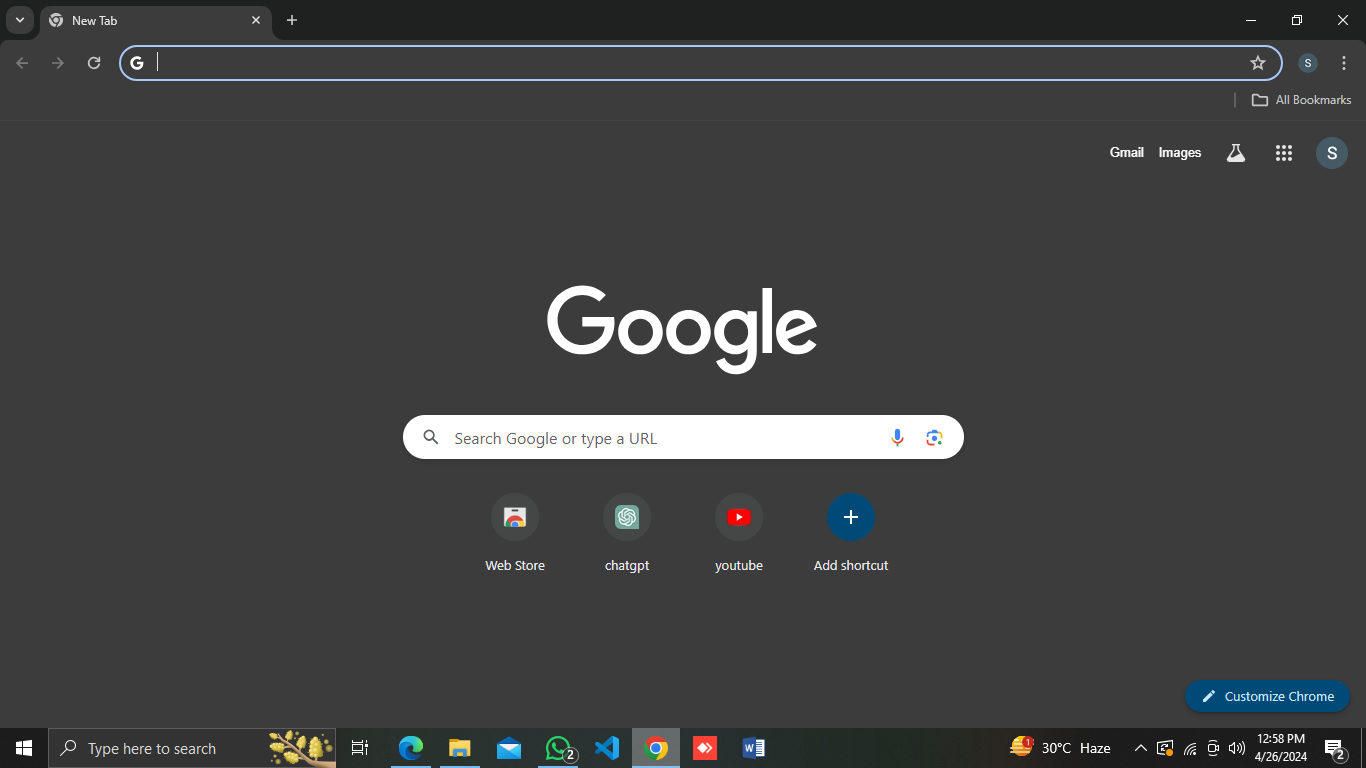 New Tab
All Bookmarks
Gmail Images
S
Google
Search Google or type a URL
Web Store chatgpt youtube Add shortcut
Customize Chrome
Type here to search
2
1
30°C Haze
12:58 PM
4/26/2024
2